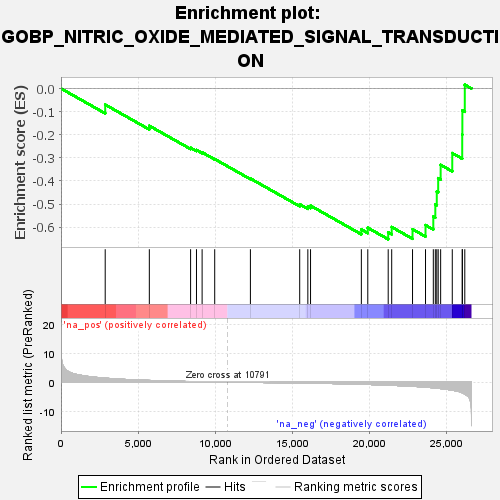 Enrichment plot:
GOBP_NITRIC_OXIDE_MEDIATED_SIGNAL_TRANSDUCTI
ON
Enrichment score (ES)
0.0
-0.1
-0.2
-0.3
-0.4
-0.5
-0.6
'na_pos' (positively correlated)
Ranked list metric (PreRanked)
20
10
0
-10
Zero cross at 10791
'na_neg' (negatively correlated)
0
5,000
10,000
15,000
20,000
25,000
Rank in Ordered Dataset
Enrichment profile
Hits
Ranking metric scores